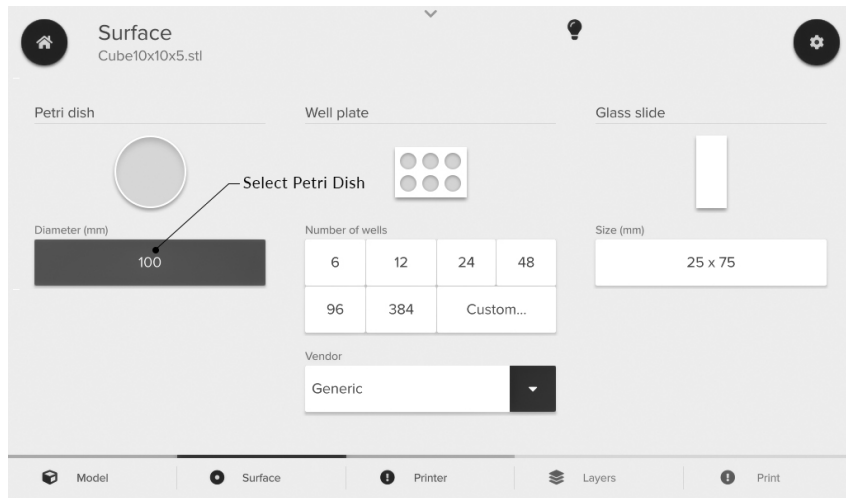 Surface
Cube10x10x5.stl
Petri dish
Well plate
Glass slide
Select Petri Dish
Diameter (mm)
100
Number of wells
6 12 24 48
96 384 Custom...
Vendor
Generic
Size (mm)
25 x 75
Model Surface Printer Layers Print